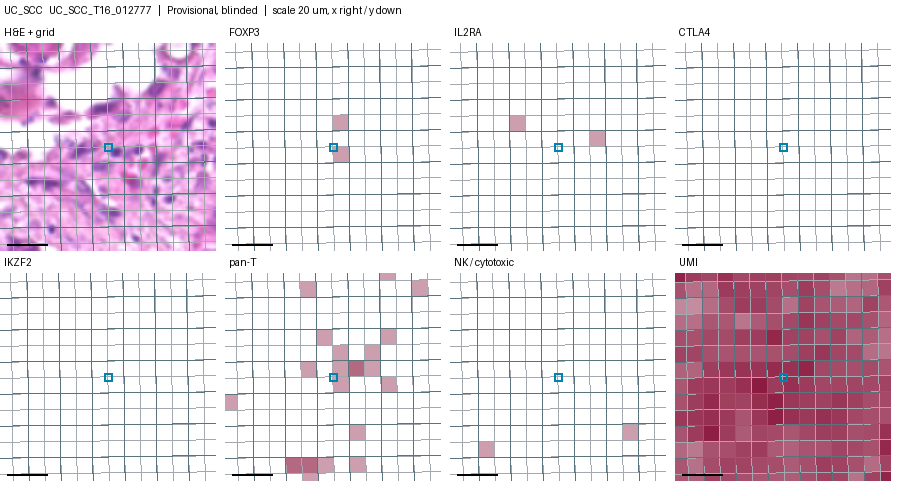 UC_SCC UC_SCC_T16_012777 | Provisional, blinded | scale 20 um, x right / y down
H&E + grid
FOXP3
IL2RA
CTLA4
IKZF2
pan-T
NK / cytotoxic
UMI